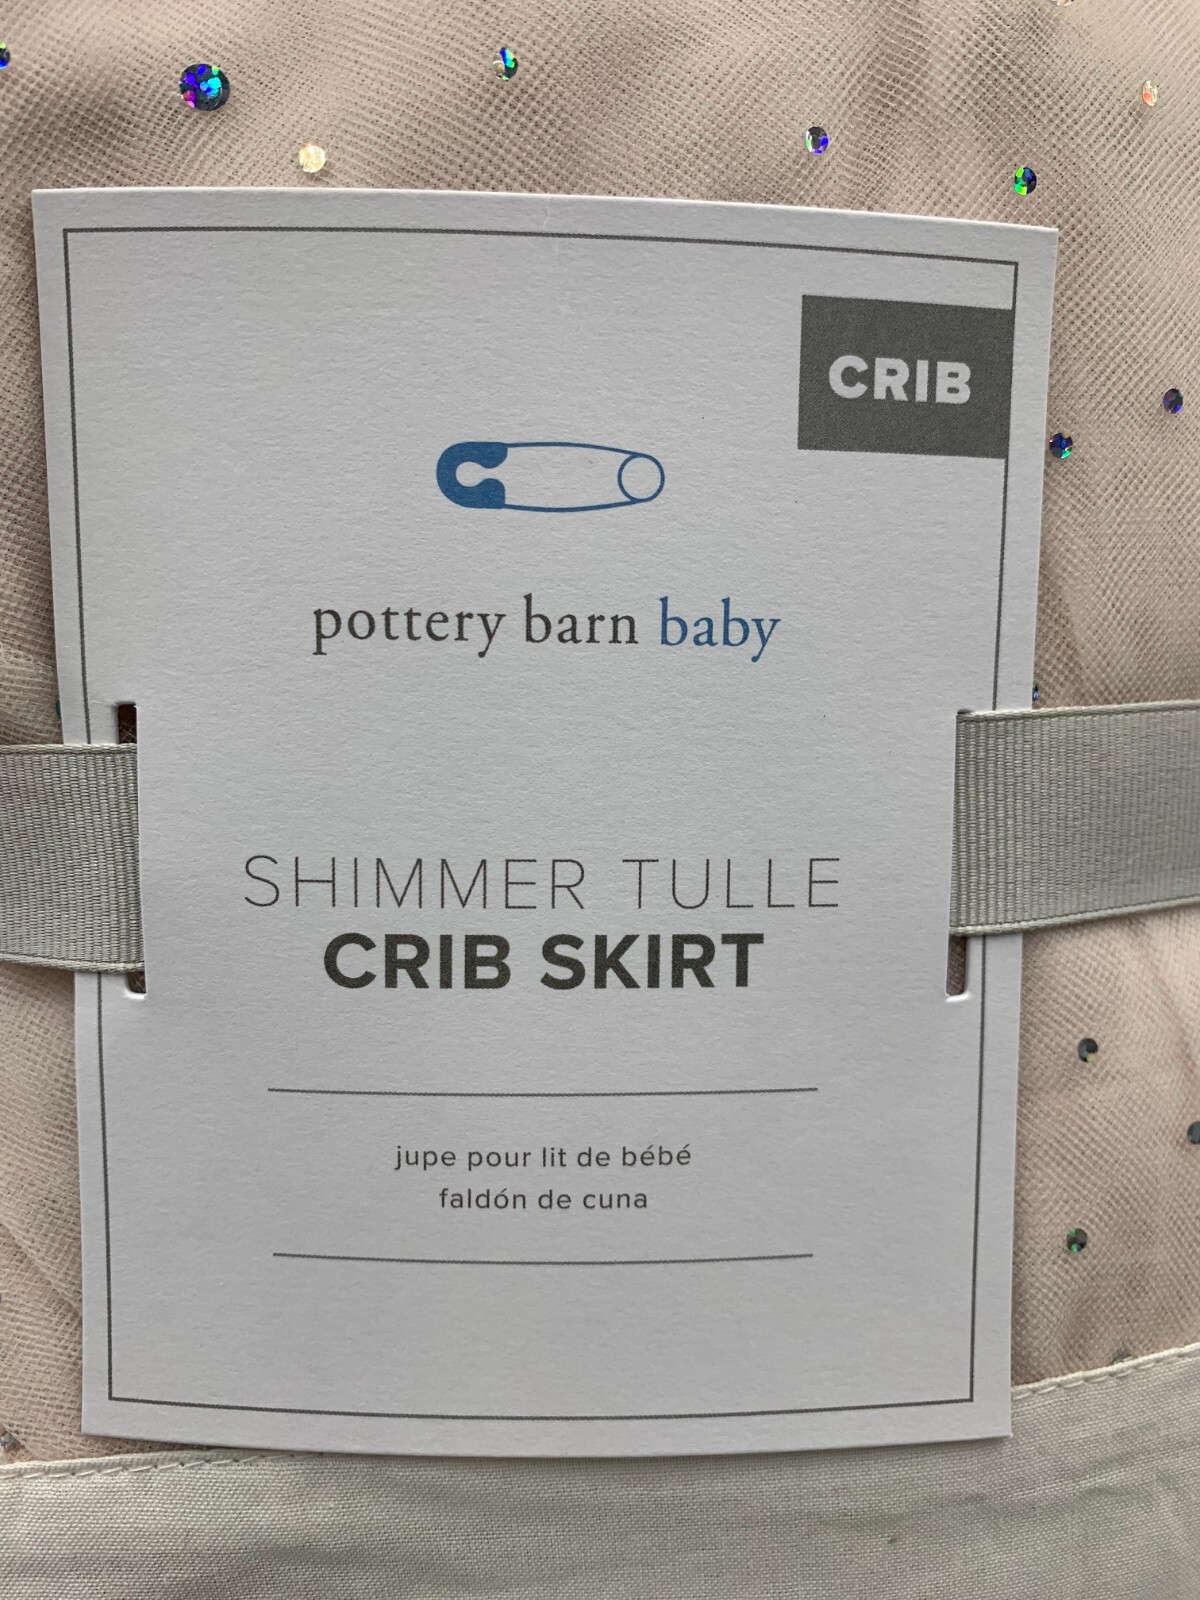 CRIB
pottery barn baby
SHIMMER TULLE
CRIB SKIRT
jupe pour lit de bébé
faldón de cuna